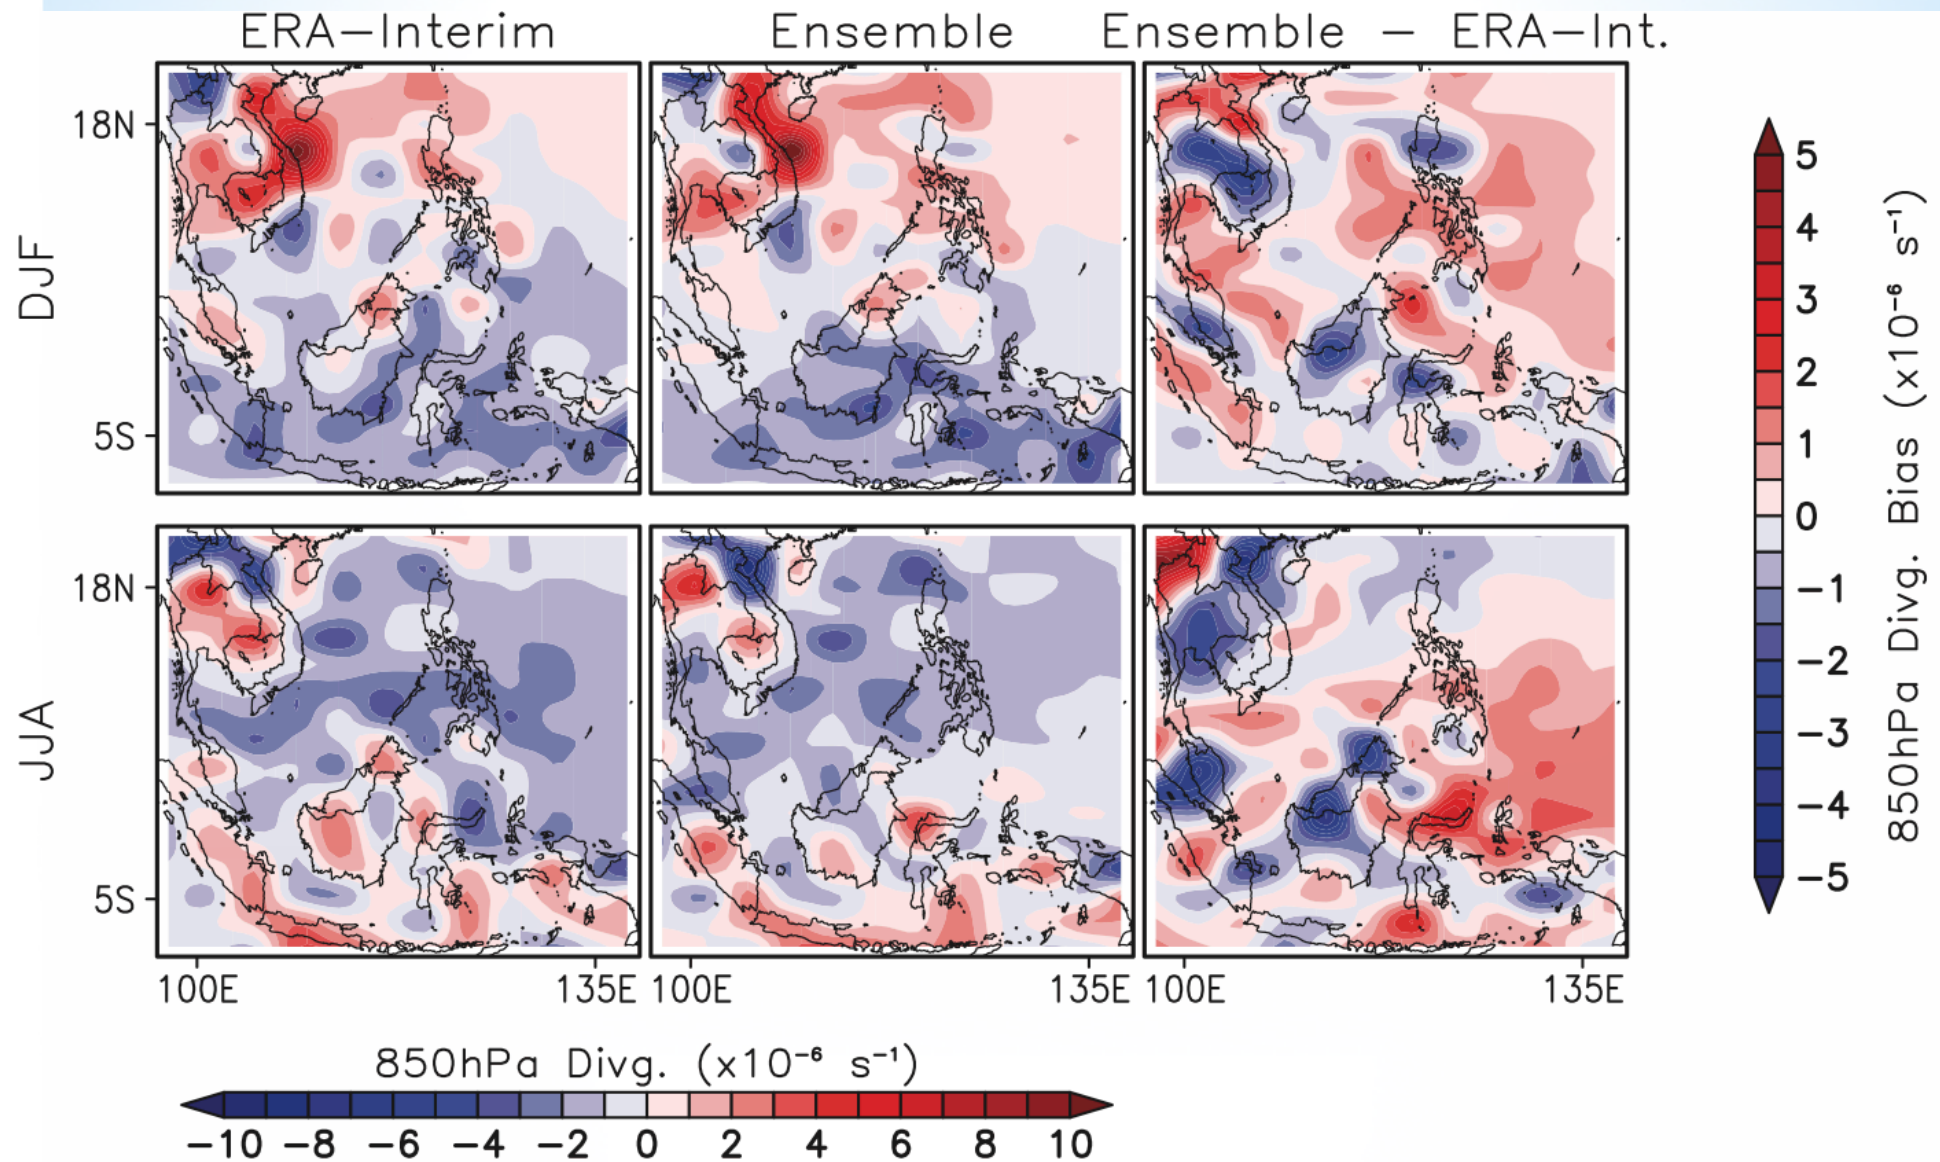 ERA-Interim Ensemble Ensemble - ERA-Int.
DJF
18N
5S
JJA
18N
5S
100E 135E 100E 135E 100E 135E
850hPa Divg. (x10⁻⁶ s⁻¹)
-10 -8 -6 -4 -2 0 2 4 6 8 10
5
4
3
2
1
0
-1
-2
-3
-4
-5
850hPa Divg. Bias (x10⁻⁶ s⁻¹)